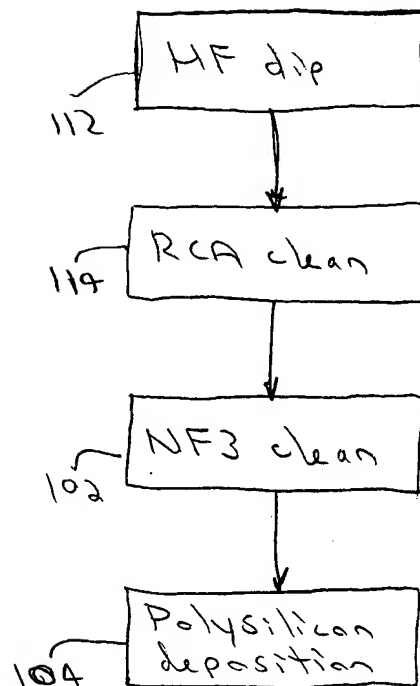 HF dip
112
RCA clean
114
NF3 clean
102
Polysilicon
deposition
104